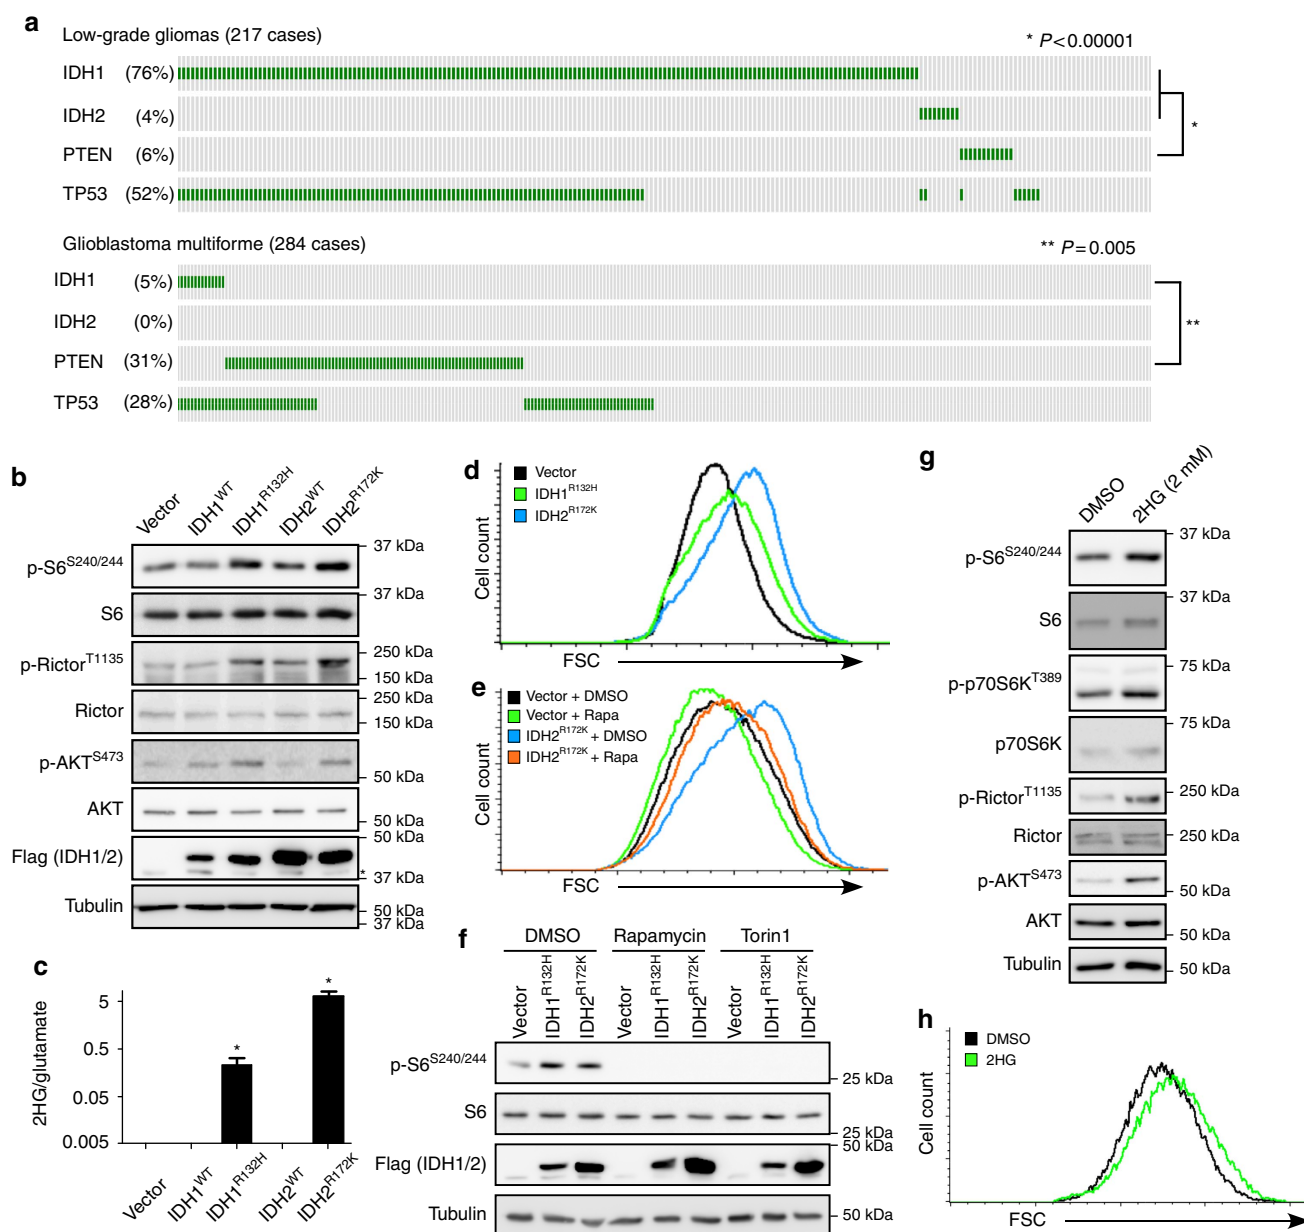 a
Low-grade gliomas (217 cases)
* P<0.00001
IDH1 (76%)
IDH2 (4%)
*
PTEN (6%)
TP53 (52%)
Glioblastoma multiforme (284 cases)
** P=0.005
IDH1 (5%)
IDH2 (0%)
**
PTEN (31%)
TP53 (28%)
b
Vector
IDH1WT
IDH1R132H
IDH2WT
IDH2R172K
p-S6S240/244
37 kDa
S6
37 kDa
p-RictorT1135
250 kDa
150 kDa
Rictor
250 kDa
150 kDa
p-AKTS473
50 kDa
AKT
50 kDa
Flag (IDH1/2)
50 kDa
*
37 kDa
Tubulin
50 kDa
37 kDa
c
2HG/glutamate
5
0.5
0.05
0.005
*
*
Vector
IDH1WT
IDH1R132H
IDH2WT
IDH2R172K
d
Vector
IDH1R132H
IDH2R172K
Cell count
FSC
e
Vector + DMSO
Vector + Rapa
IDH2R172K + DMSO
IDH2R172K + Rapa
Cell count
FSC
f
DMSO
Rapamycin
Torin1
Vector
IDH1R132H
IDH2R172K
Vector
IDH1R132H
IDH2R172K
Vector
IDH1R132H
IDH2R172K
p-S6S240/244
25 kDa
S6
25 kDa
Flag (IDH1/2)
50 kDa
Tubulin
50 kDa
g
DMSO
2HG (2 mM)
p-S6S240/244
37 kDa
S6
37 kDa
p-p70S6KT389
75 kDa
p70S6K
75 kDa
p-RictorT1135
250 kDa
Rictor
250 kDa
p-AKTS473
50 kDa
AKT
50 kDa
Tubulin
50 kDa
h
DMSO
2HG
Cell count
FSC